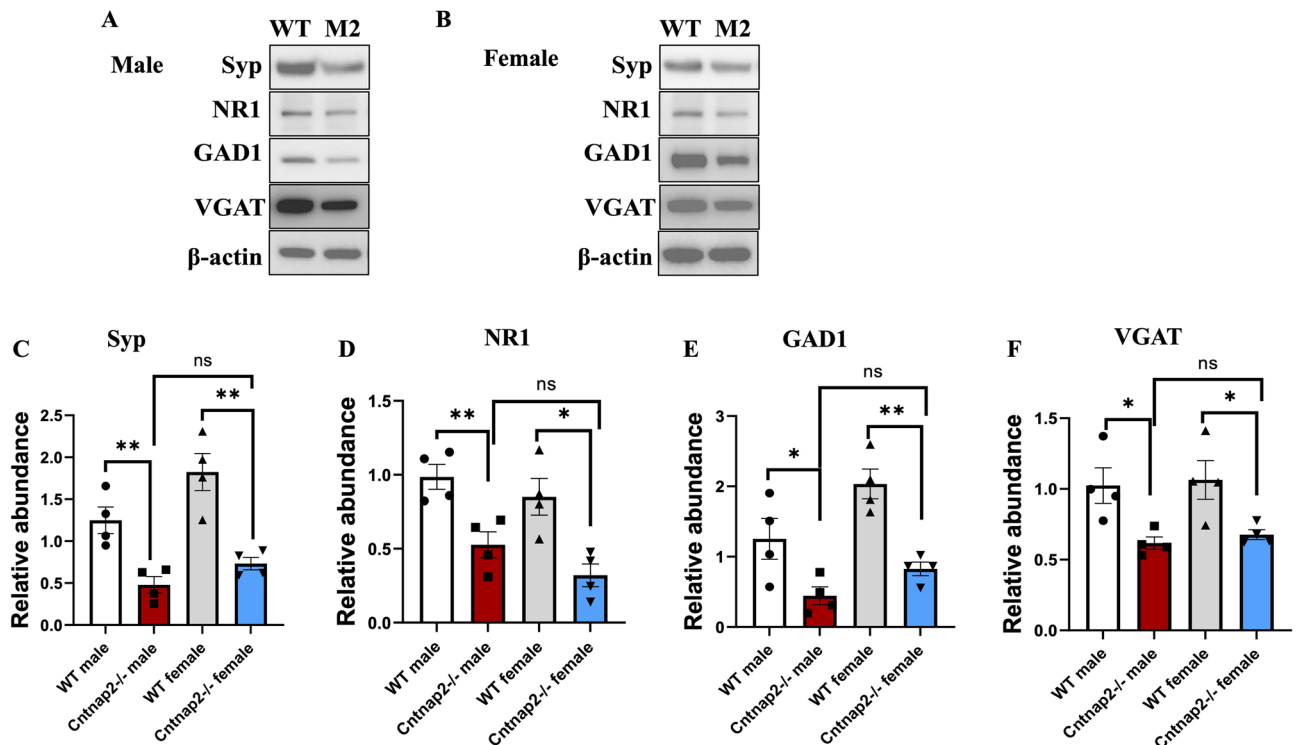 A
WT M2
Male
Syp
NR1
GAD1
VGAT
β-actin
B
WT M2
Female
Syp
NR1
GAD1
VGAT
β-actin
C
Syp
ns
**
**
Relative abundance
2.5
2.0
1.5
1.0
0.5
0.0
WT male
Cntnap2-/- male
WT female
Cntnap2-/- female
D
NR1
ns
**
*
Relative abundance
1.5
1.0
0.5
0.0
WT male
Cntnap2-/- male
WT female
Cntnap2-/- female
E
GAD1
ns
**
*
Relative abundance
3
2
1
0
WT male
Cntnap2-/- male
WT female
Cntnap2-/- female
F
VGAT
ns
*
*
Relative abundance
1.5
1.0
0.5
0.0
WT male
Cntnap2-/- male
WT female
Cntnap2-/- female